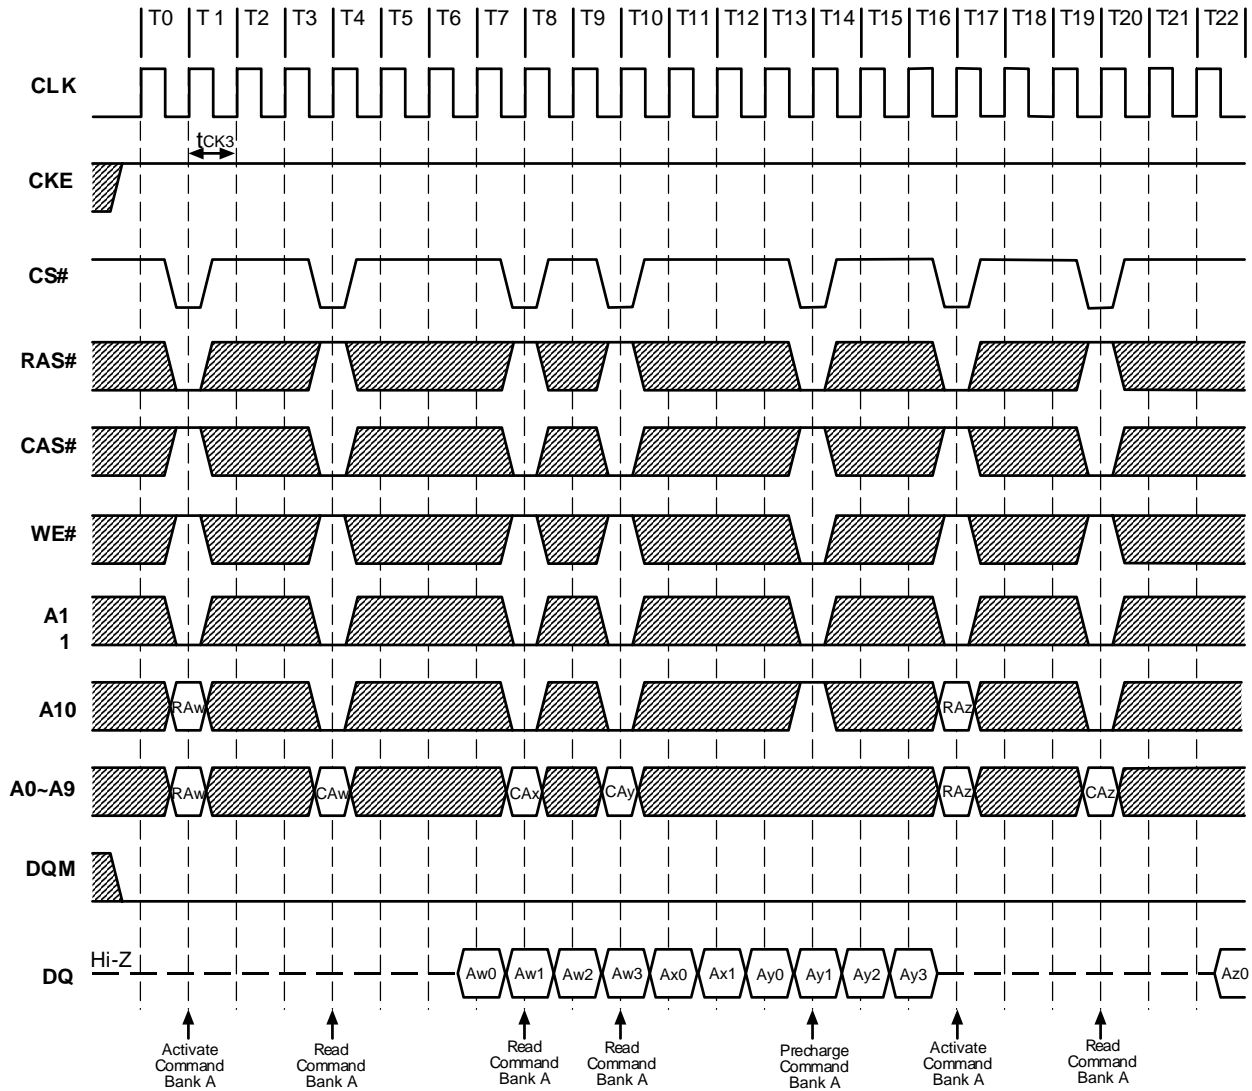 T0 T 1 T2 T3 T4 T5 T6 T7 T8 T9 T10 T11 T12 T13 T14 T15 T16 T17 T18 T19 T20 T21 T22
CLK
tCK3
CKE
CS#
RAS#
CAS#
WE#
A1
1
A10
RAw RAz
A0~A9
RAw CAw CAx CAy RAz CAz
DQM
Hi-Z
DQ
Aw0 Aw1 Aw2 Aw3 Ax0 Ax1 Ay0 Ay1 Ay2 Ay3 Az0
Activate
Command
Bank A
Read
Command
Bank A
Read
Command
Bank A
Read
Command
Bank A
Precharge
Command
Bank A
Activate
Command
Bank A
Read
Command
Bank A